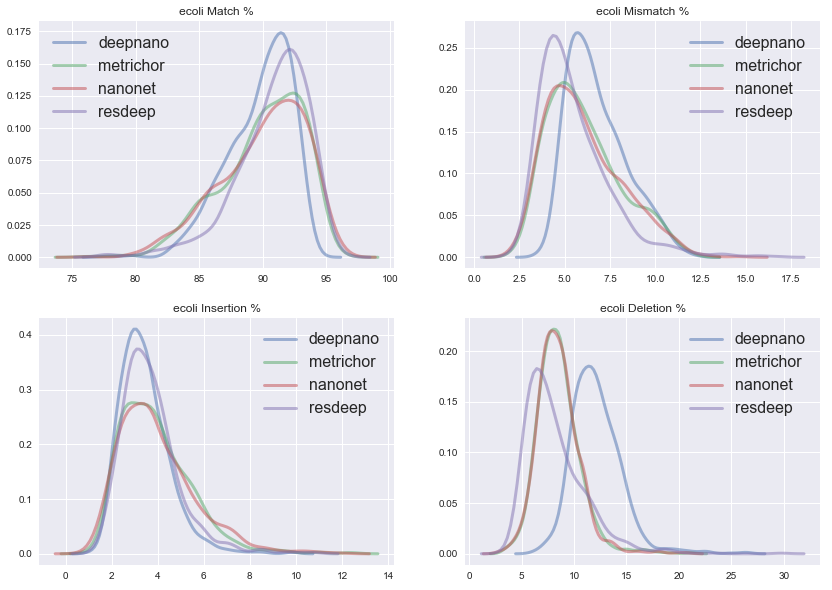 ecoli Match %
0.175
0.150
0.125
0.100
0.075
0.050
0.025
0.000
75
80
85
90
95
100
deepnano
metrichor
nanonet
resdeep
ecoli Mismatch %
0.25
0.20
0.15
0.10
0.05
0.00
0.0
2.5
5.0
7.5
10.0
12.5
15.0
17.5
deepnano
metrichor
nanonet
resdeep
ecoli Insertion %
0.4
0.3
0.2
0.1
0.0
0
2
4
6
8
10
12
14
deepnano
metrichor
nanonet
resdeep
ecoli Deletion %
0.20
0.15
0.10
0.05
0.00
0
5
10
15
20
25
30
deepnano
metrichor
nanonet
resdeep